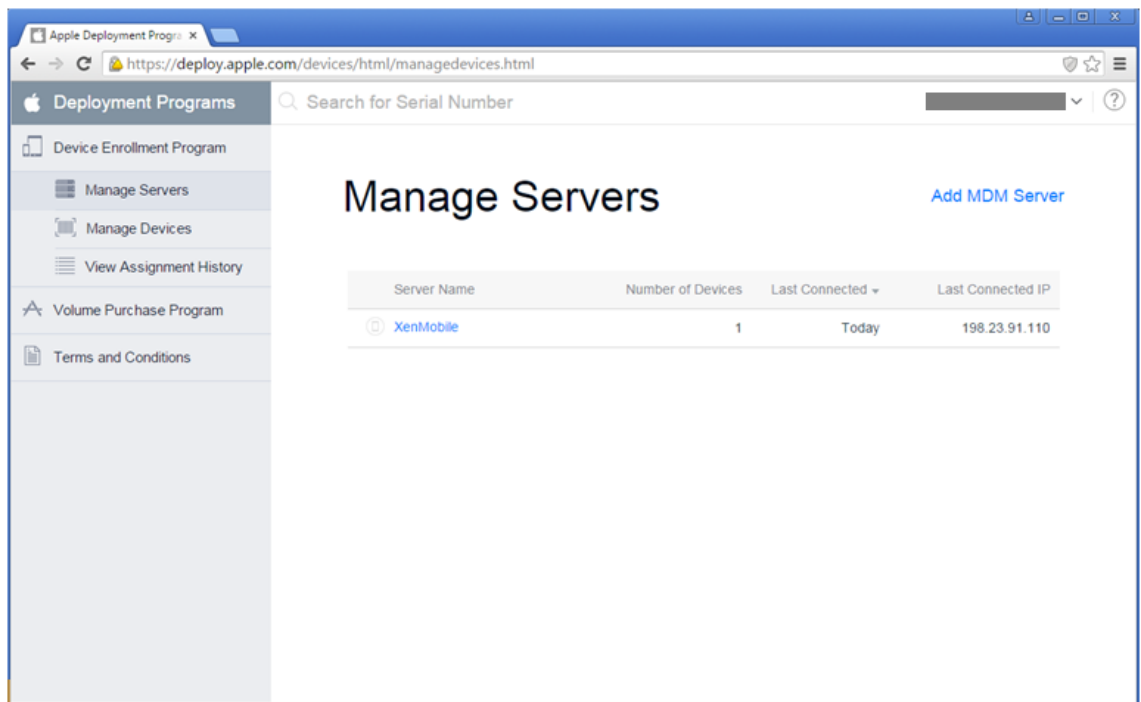 Apple Deployment Progra
https://deploy.apple.com/devices/html/managedevices.html
Deployment Programs
Search for Serial Number
Device Enrollment Program
Manage Servers
Manage Devices
View Assignment History
Volume Purchase Program
Terms and Conditions
Manage Servers
Add MDM Server
Server Name Number of Devices Last Connected Last Connected IP
XenMobile 1 Today 198.23.91.110